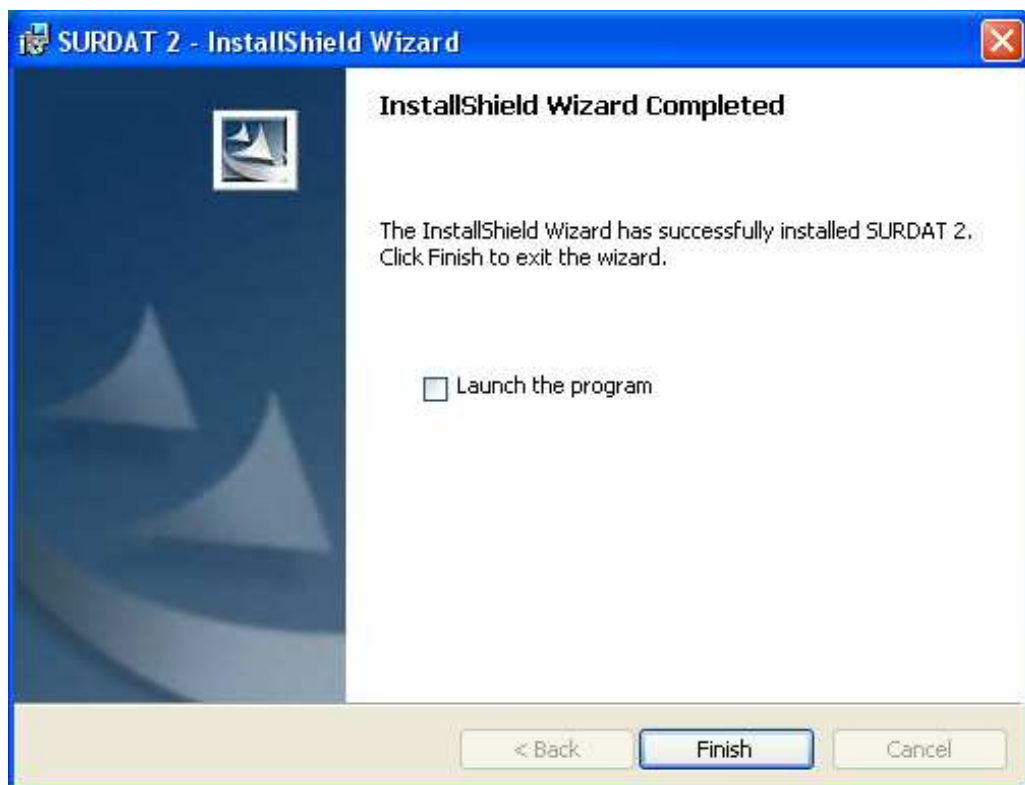 SURDAT 2 - InstallShield Wizard
InstallShield Wizard Completed
The InstallShield Wizard has successfully installed SURDAT 2.
Click Finish to exit the wizard.
Launch the program
< Back
Finish
Cancel